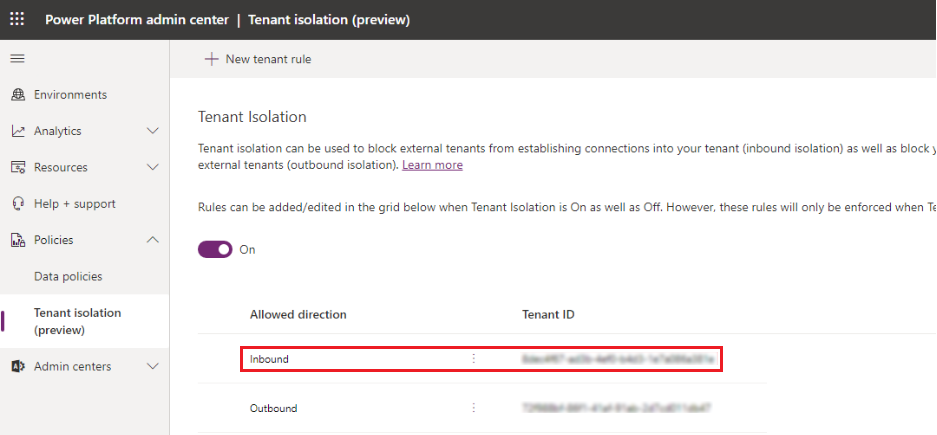 Power Platform admin center | Tenant isolation (preview)
New tenant rule
Environments
Analytics
Resources
Help + support
Policies
Data policies
Tenant isolation
(preview)
Admin centers
Tenant Isolation
Tenant isolation can be used to block external tenants from establishing connections into your tenant (inbound isolation) as well as block
external tenants (outbound isolation). Learn more
Rules can be added/edited in the grid below when Tenant Isolation is On as well as Off. However, these rules will only be enforced when
On
Allowed direction Tenant ID
Inbound
Outbound